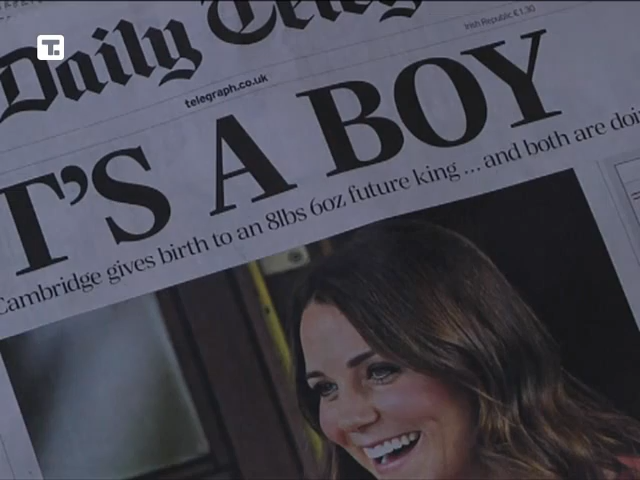 T.
Daily Tele
Irish Republic €1.30
telegraph.co.uk
T'S A BOY
Cambridge gives birth to an 8lbs 6oz future king ... and both are doi